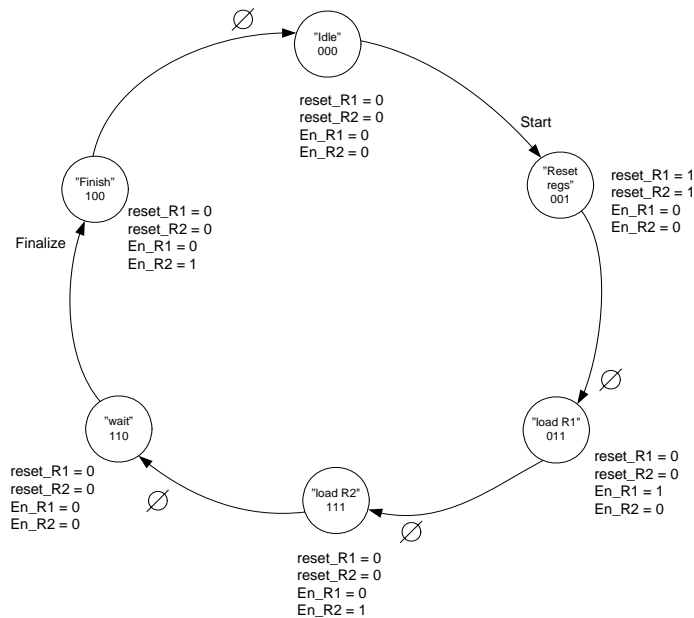 "Idle"
000
reset_R1 = 0
reset_R2 = 0
En_R1 = 0
En_R2 = 0
Start
"Reset
regs"
001
reset_R1 = 1
reset_R2 = 1
En_R1 = 0
En_R2 = 0
∅
"load R1"
011
reset_R1 = 0
reset_R2 = 0
En_R1 = 1
En_R2 = 0
∅
"load R2"
111
reset_R1 = 0
reset_R2 = 0
En_R1 = 0
En_R2 = 1
∅
"wait"
110
reset_R1 = 0
reset_R2 = 0
En_R1 = 0
En_R2 = 0
Finalize
"Finish"
100
reset_R1 = 0
reset_R2 = 0
En_R1 = 0
En_R2 = 1
∅